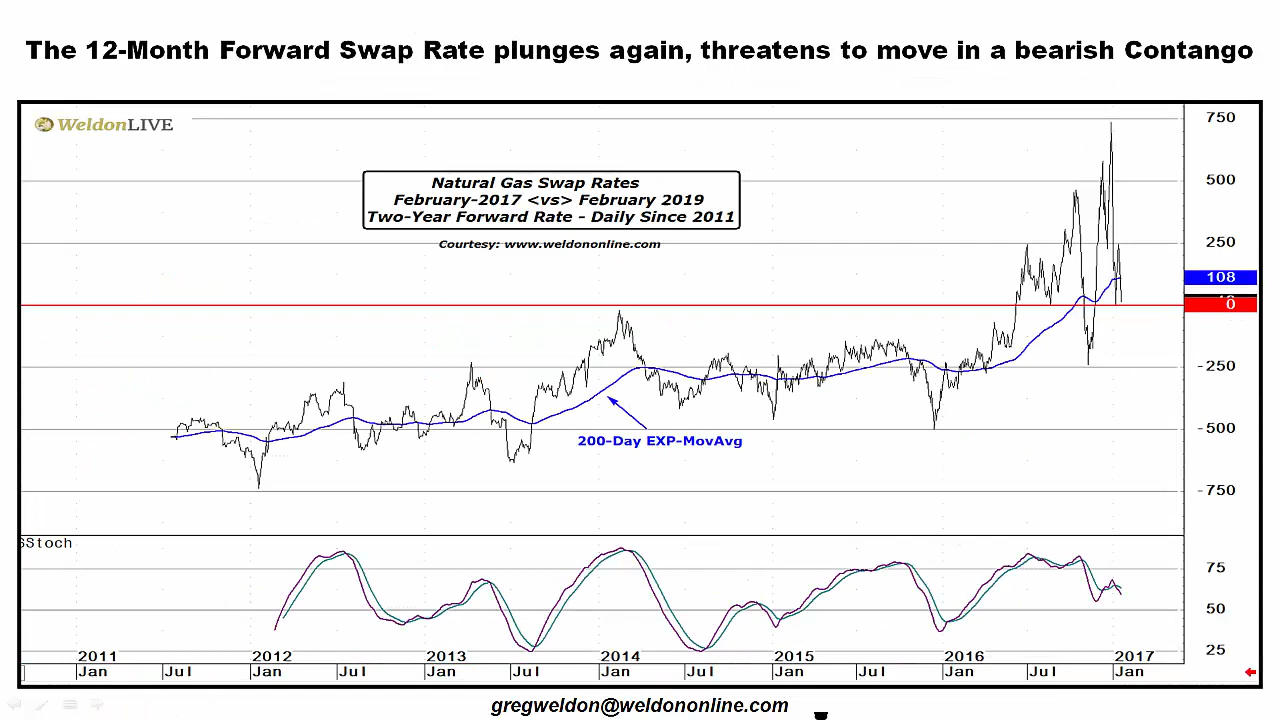 The 12-Month Forward Swap Rate plunges again, threatens to move in a bearish Contango
WeldonLIVE
Natural Gas Swap Rates
February-2017 <vs> February 2019
Two-Year Forward Rate - Daily Since 2011
Courtesy: www.weldononline.com
750
500
250
108
0
-250
-500
-750
200-Day EXP-MovAvg
SStoch
75
50
25
2011 2012 2013 2014 2015 2016 2017
Jan Jul Jan Jul Jan Jul Jan Jul Jan Jul Jan Jul Jan
gregweldon@weldononline.com